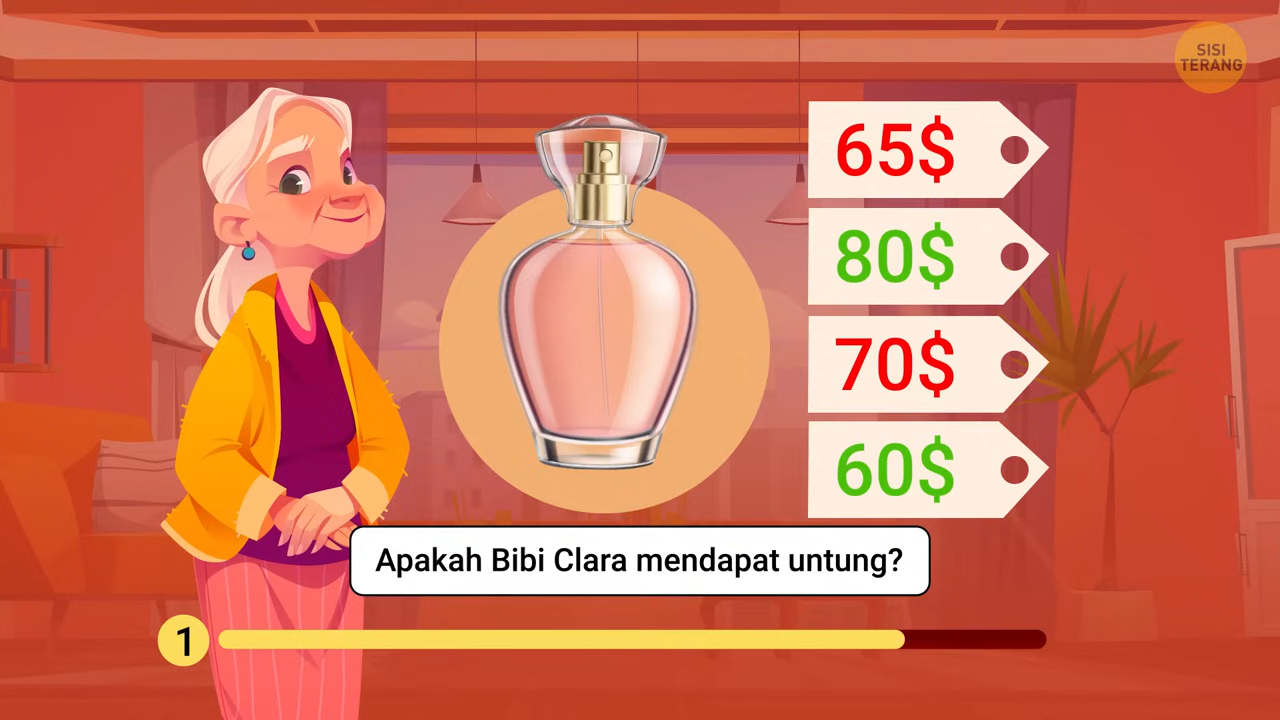 SISI
TERANG
65$
80$
70$
60$
Apakah Bibi Clara mendapat untung?
1